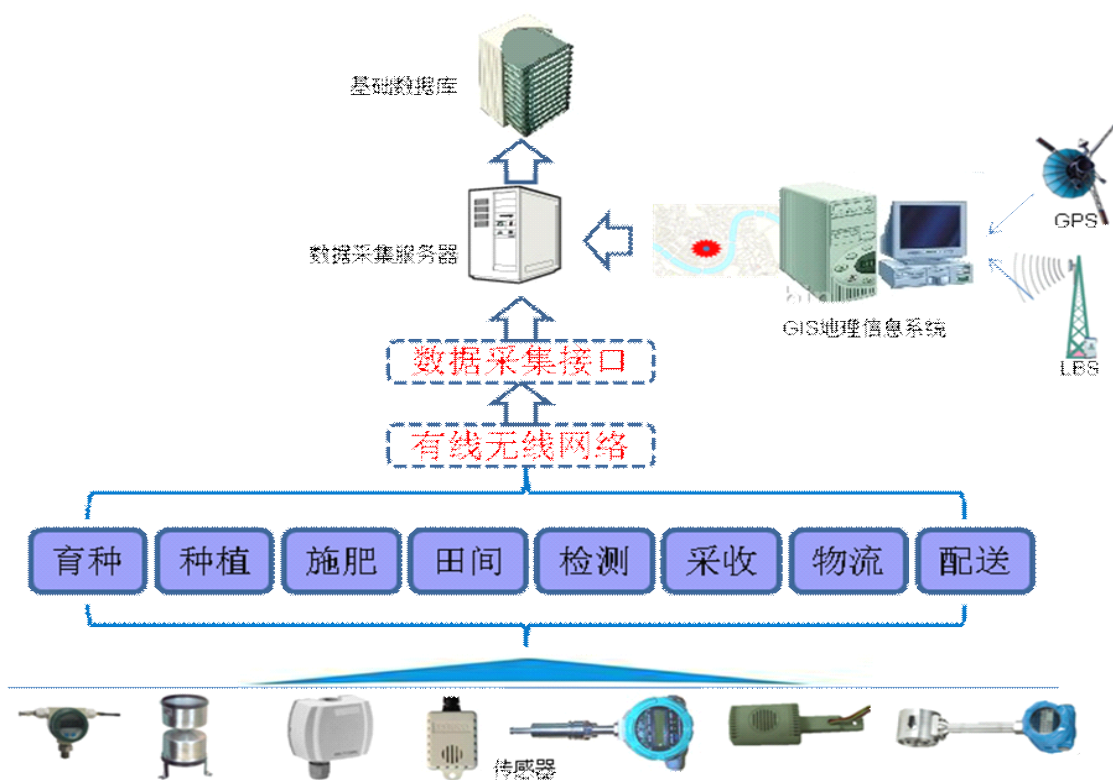 基础数据库
数据采集服务器
GPS
GIS地理信息系统
LBS
数据采集接口
有线无线网络
育种 种植 施肥 田间 检测 采收 物流 配送
传感器